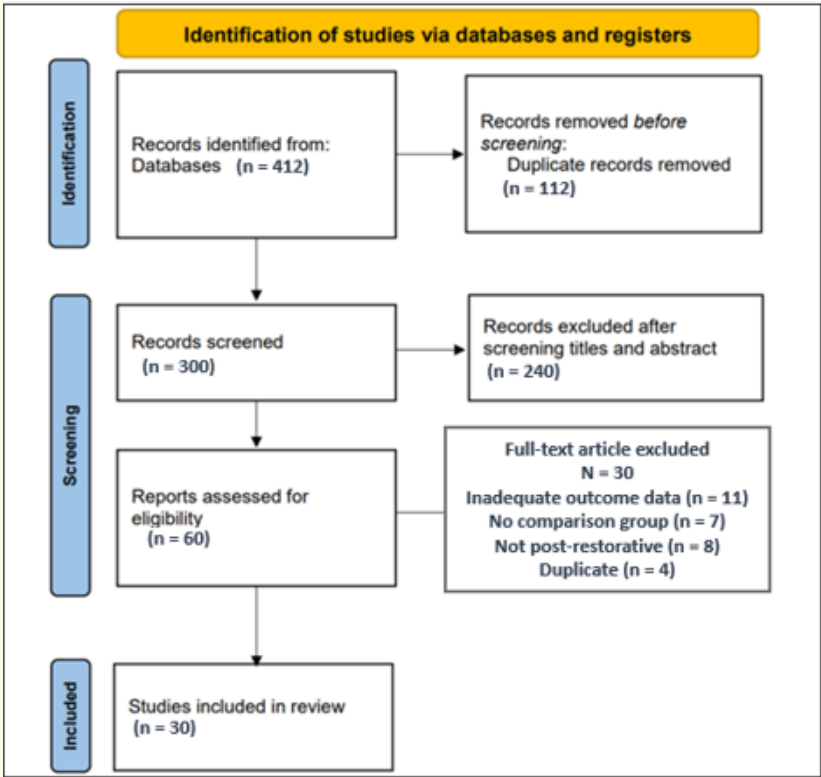 Identification of studies via databases and registers
Identification
Records identified from:
Databases (n = 412)
Records removed before
screening:
Duplicate records removed
(n = 112)
Screening
Records screened
(n = 300)
Records excluded after
screening titles and abstract
(n = 240)
Reports assessed for
eligibility
(n = 60)
Full-text article excluded
N = 30
Inadequate outcome data (n = 11)
No comparison group (n = 7)
Not post-restorative (n = 8)
Duplicate (n = 4)
Included
Studies included in review
(n = 30)